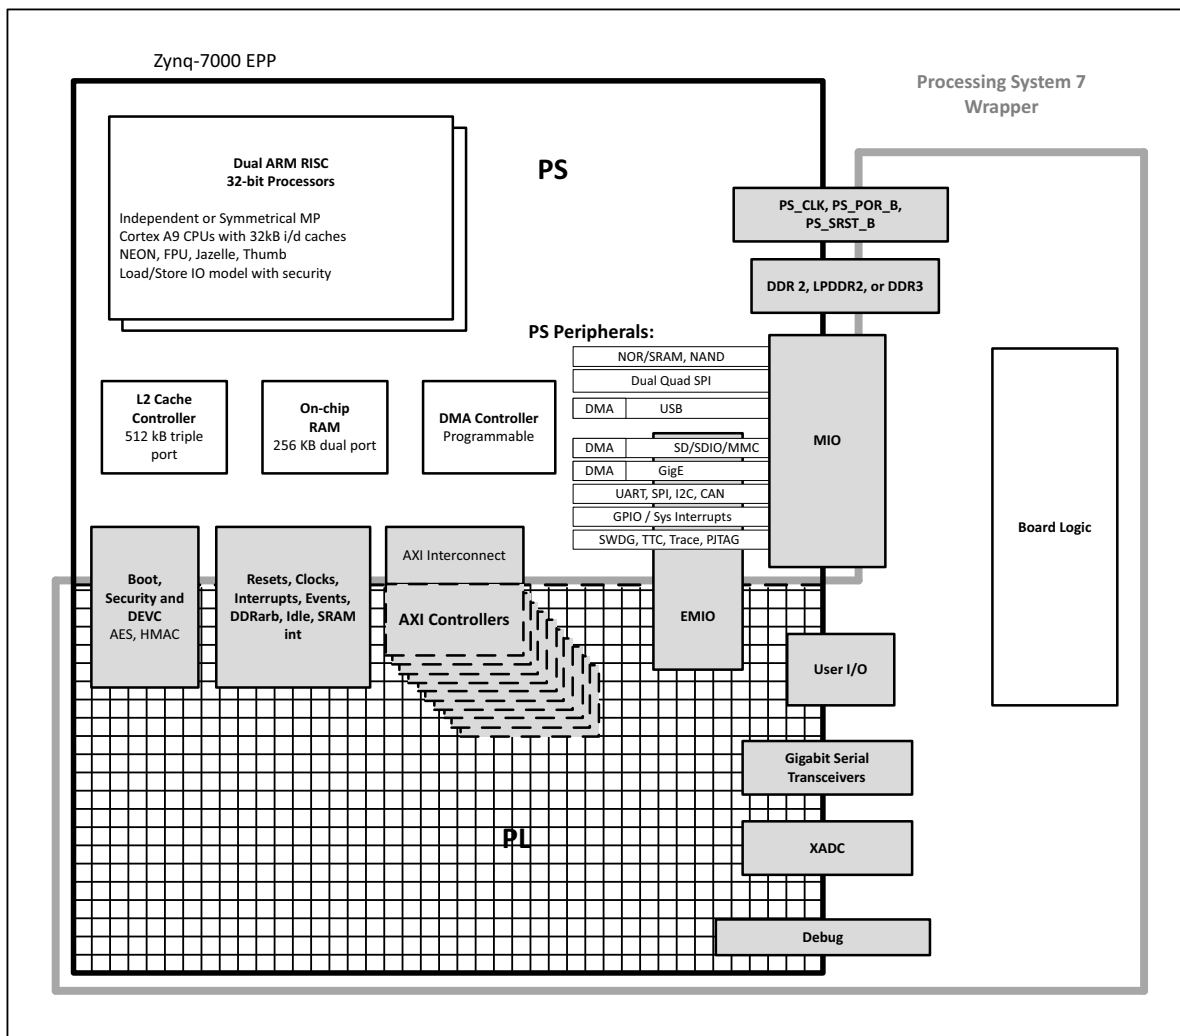 Zynq-7000 EPP
Processing System 7
Wrapper
Dual ARM RISC
32-bit Processors
Independent or Symmetrical MP
Cortex A9 CPUs with 32kB i/d caches
NEON, FPU, Jazelle, Thumb
Load/Store IO model with security
PS
PS_CLK, PS_POR_B,
PS_SRST_B
DDR 2, LPDDR2, or DDR3
PS Peripherals:
NOR/SRAM, NAND
Dual Quad SPI
DMA USB
DMA SD/SDIO/MMC
DMA GigE
UART, SPI, I2C, CAN
GPIO / Sys Interrupts
SWDG, TTC, Trace, PJTAG
MIO
L2 Cache
Controller
512 kB triple
port
On-chip
RAM
256 KB dual port
DMA Controller
Programmable
Board Logic
Boot,
Security and
DEVC
AES, HMAC
Resets, Clocks,
Interrupts, Events,
DDRarb, Idle, SRAM
int
AXI Interconnect
AXI Controllers
EMIO
User I/O
Gigabit Serial
Transceivers
PL
XADC
Debug